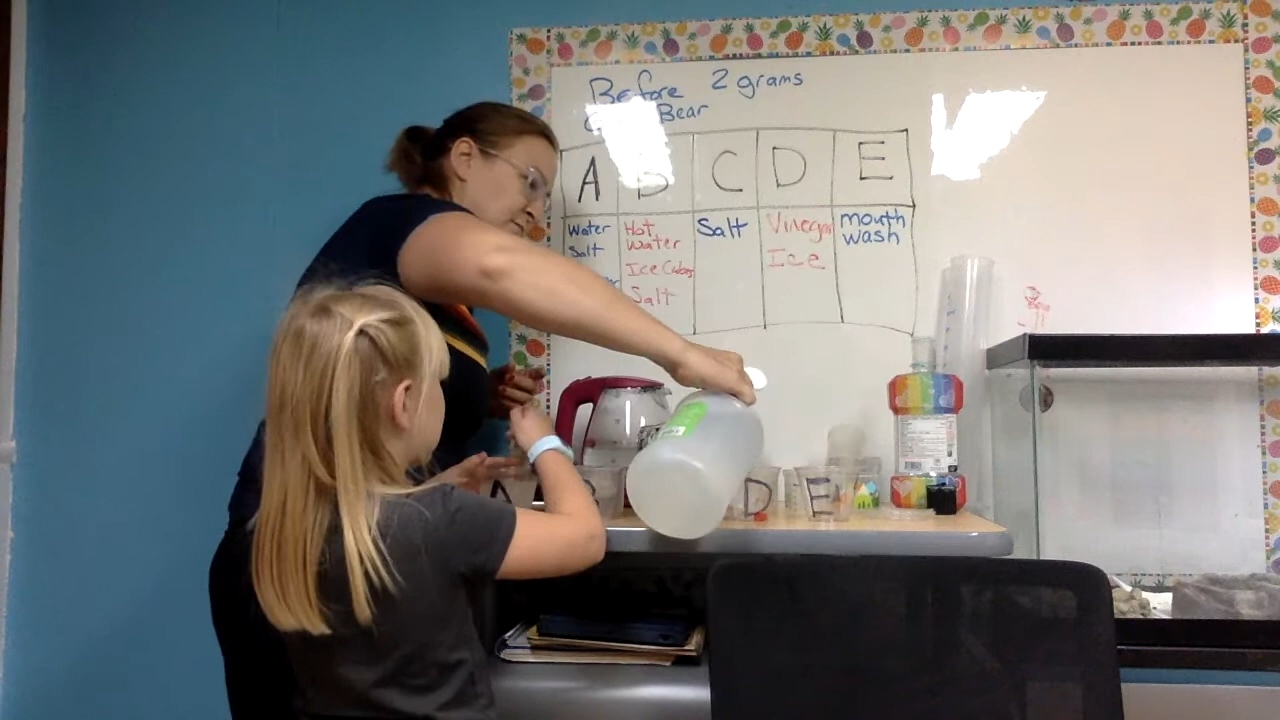 Before 2 grams
Bear
A B C D E
Water
Salt
Hot
Water
Ice Cubes
Salt
Salt
Vinegar
Ice
mouth
wash
A
D
E